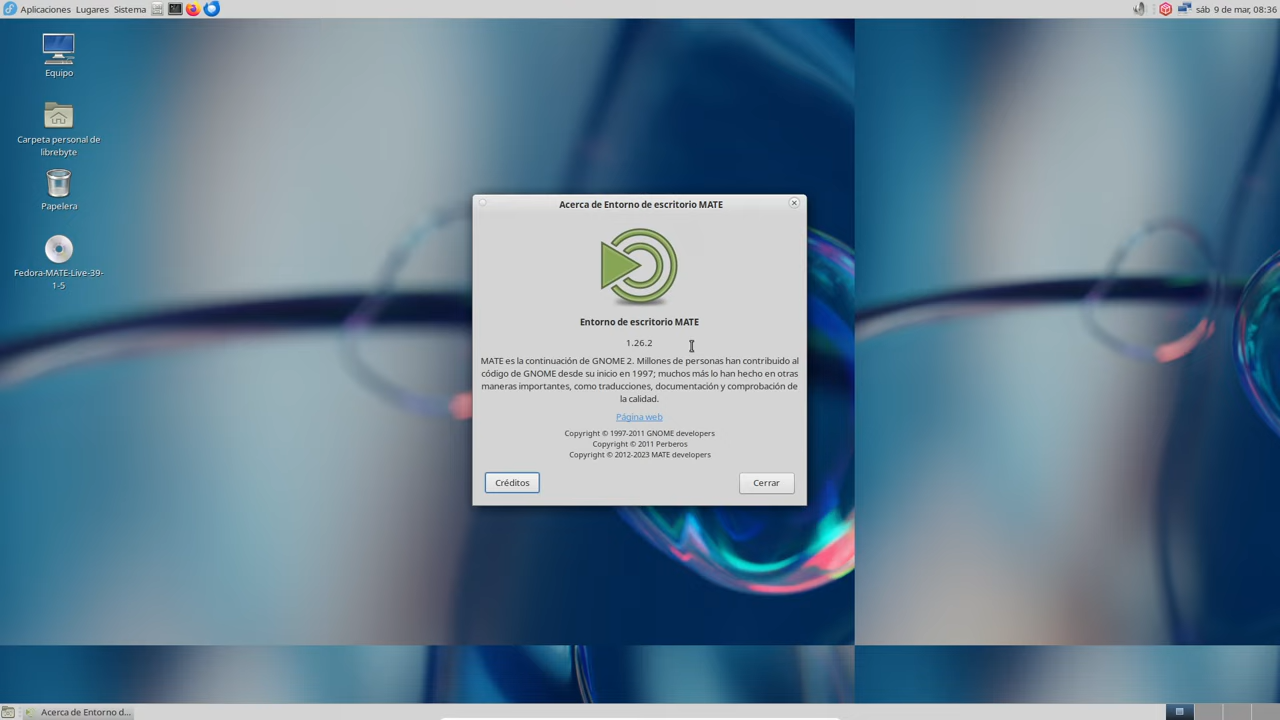 Aplicaciones Lugares Sistema
sáb 9 de mar, 08:36
Equipo
Carpeta personal de
librebyte
Papelera
Fedora-MATE-Live-39-
1-5
Acerca de Entorno de escritorio MATE
Entorno de escritorio MATE
1.26.2
MATE es la continuación de GNOME 2. Millones de personas han contribuido al
código de GNOME desde su inicio en 1997; muchos más lo han hecho en otras
maneras importantes, como traducciones, documentación y comprobación de
la calidad.
Página web
Copyright © 1997-2011 GNOME developers
Copyright © 2011 Perberos
Copyright © 2012-2023 MATE developers
Créditos
Cerrar
Acerca de Entorno d...